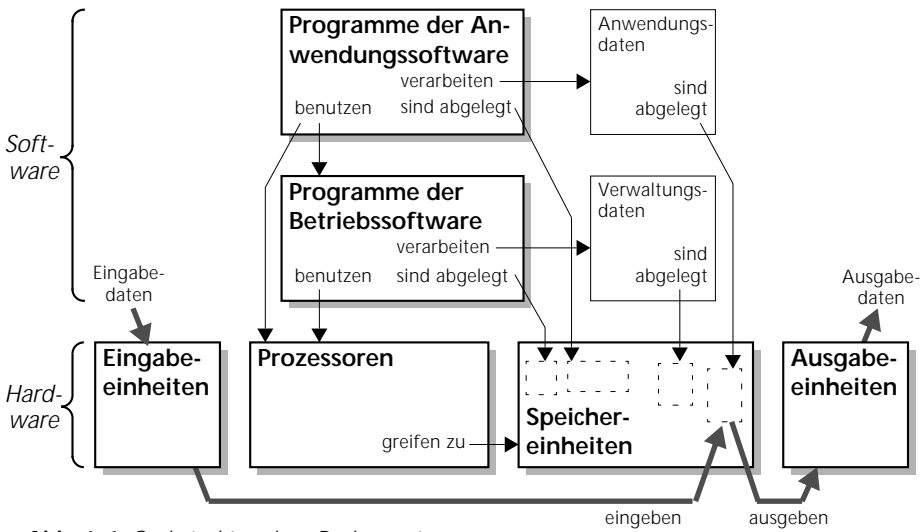 Programme der An-
wendungssoftware
verarbeiten
benutzen
sind abgelegt
Anwendungs-
daten
sind
abgelegt
Soft-
ware
Programme der
Betriebssoftware
verarbeiten
benutzen
sind abgelegt
Verwaltungs-
daten
sind
abgelegt
Eingabe-
daten
Ausgabe-
daten
Hard-
ware
Eingabe-
einheiten
Prozessoren
greifen zu
Speicher-
einheiten
Ausgabe-
einheiten
eingeben
ausgeben